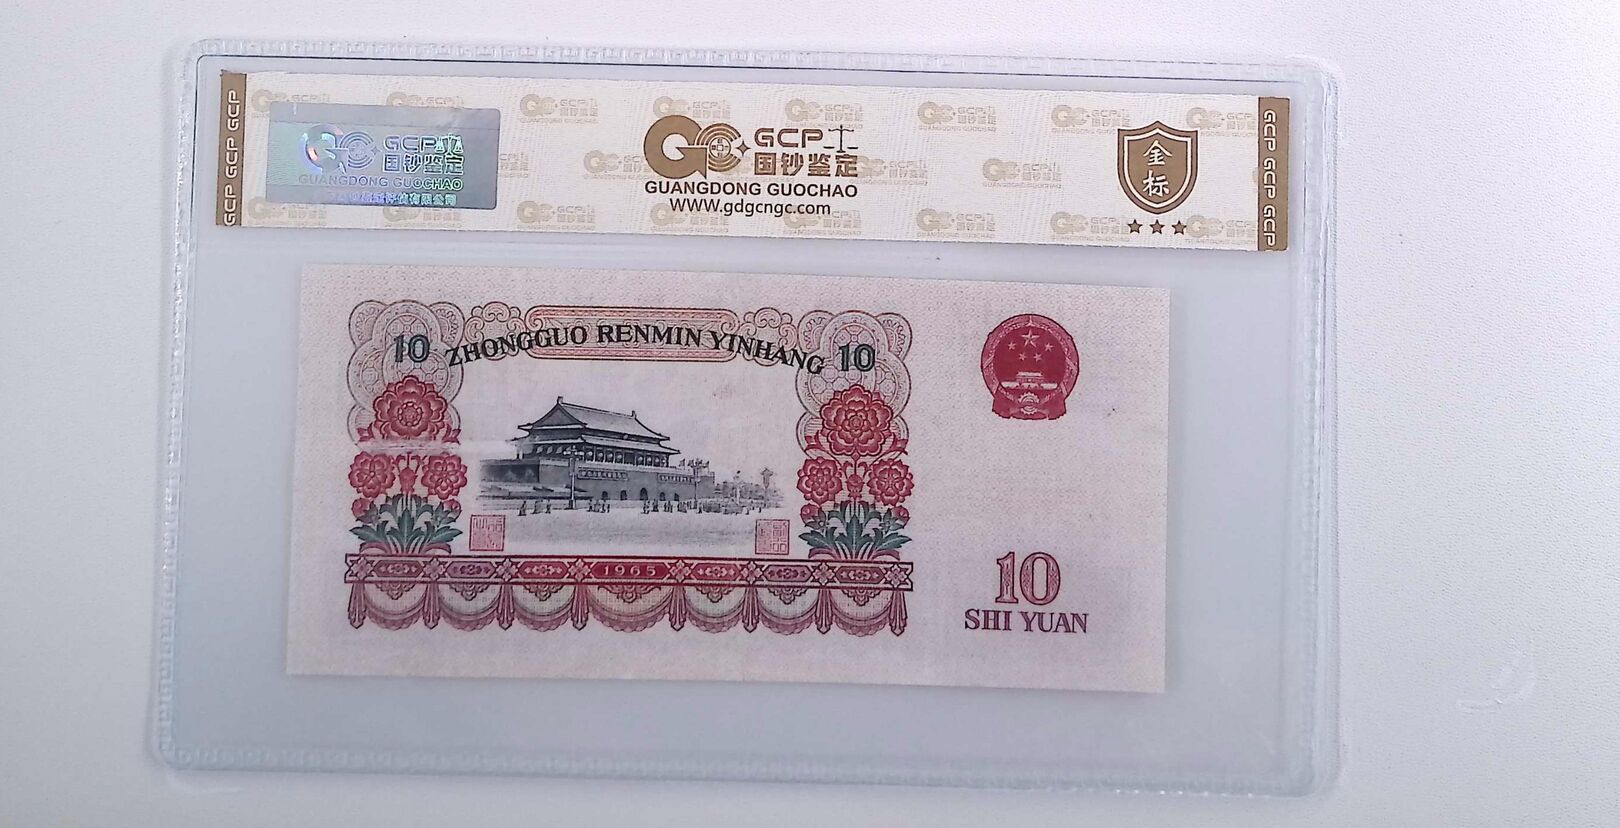 GCP GCP GCP
GCP
国钞鉴定
GUANGDONG GUOCHAO
GCP
国钞鉴定
GUANGDONG GUOCHAO
www.gdgcngc.com
金
标
GCP GCP GCP
10 ZHONGGUO RENMIN YINHANG 10
1965
10
SHI YUAN